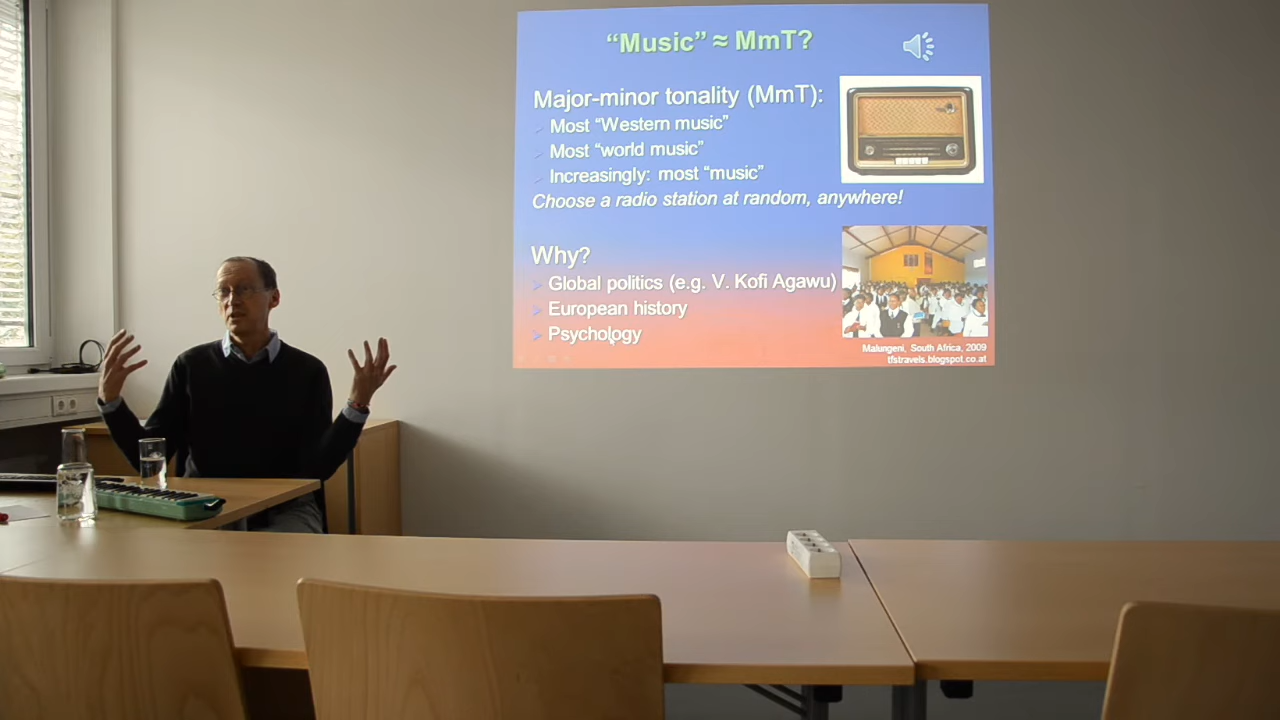 “Music” ≈ MmT?
Major-minor tonality (MmT):
Most “Western music”
Most “world music”
Increasingly: most “music”
Choose a radio station at random, anywhere!
Why?
Global politics (e.g. V. Kofi Agawu)
European history
Psychology
Malungeni, South Africa, 2009
tfstravels.blogspot.co.at